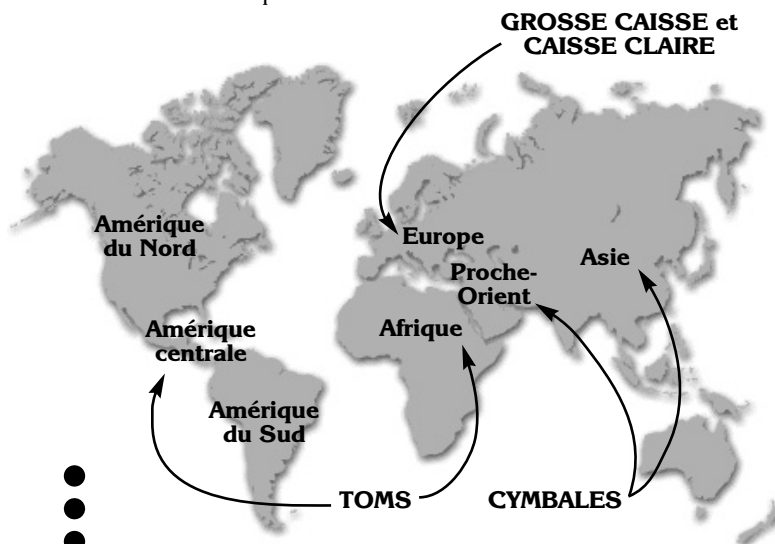 GROSSE CAISSE et
CAISSE CLAIRE
Amérique
du Nord
Europe
Proche-
Orient
Asie
Amérique
centrale
Afrique
Amérique
du Sud
TOMS
CYMBALES